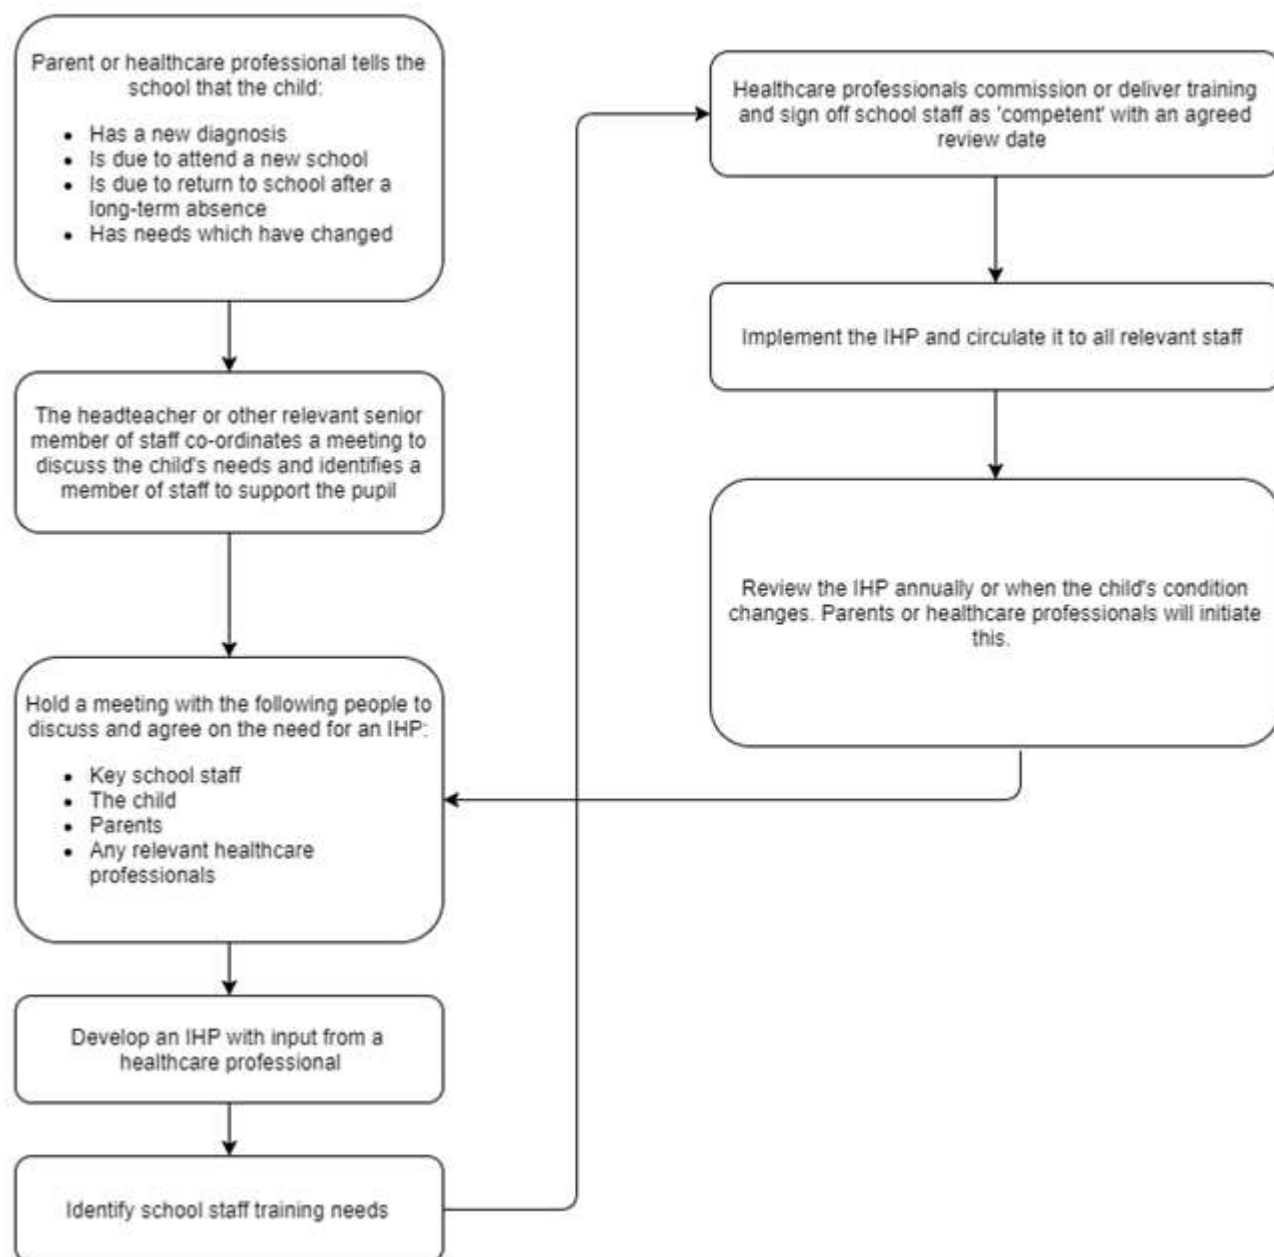 Parent or healthcare professional tells the
school that the child:
• Has a new diagnosis
• Is due to attend a new school
• Is due to return to school after a
long-term absence
• Has needs which have changed
The headteacher or other relevant senior
member of staff co-ordinates a meeting to
discuss the child's needs and identifies a
member of staff to support the pupil
Hold a meeting with the following people to
discuss and agree on the need for an IHP:
• Key school staff
• The child
• Parents
• Any relevant healthcare
professionals
Develop an IHP with input from a
healthcare professional
Identify school staff training needs
Healthcare professionals commission or deliver training
and sign off school staff as 'competent' with an agreed
review date
Implement the IHP and circulate it to all relevant staff
Review the IHP annually or when the child's condition
changes. Parents or healthcare professionals will initiate
this.